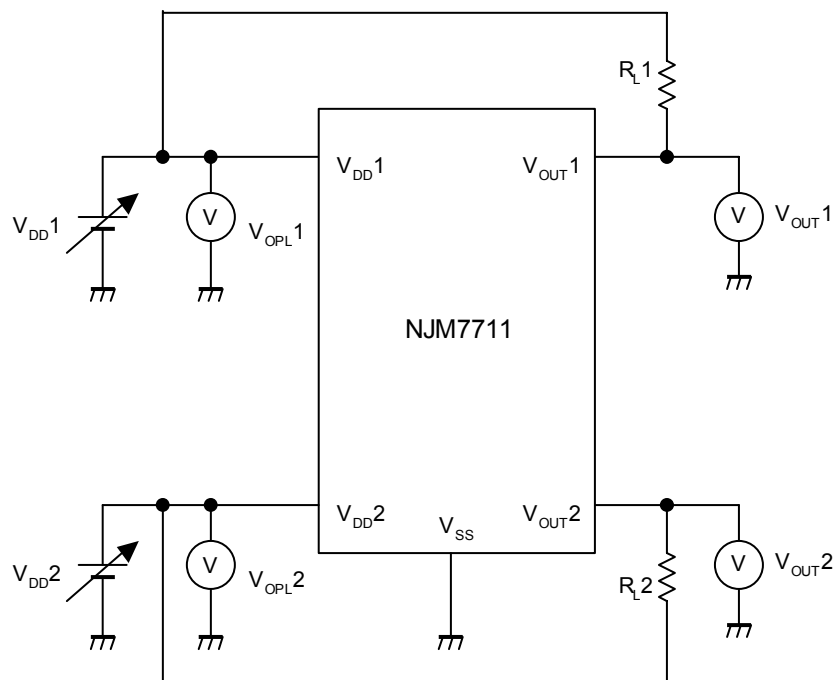 RL1
VDD1
VOUT1
V
V
VDD1
VOPL1
VOUT1
NJM7711
VDD2
VSS
VOUT2
V
V
VDD2
VOPL2
RL2
VOUT2